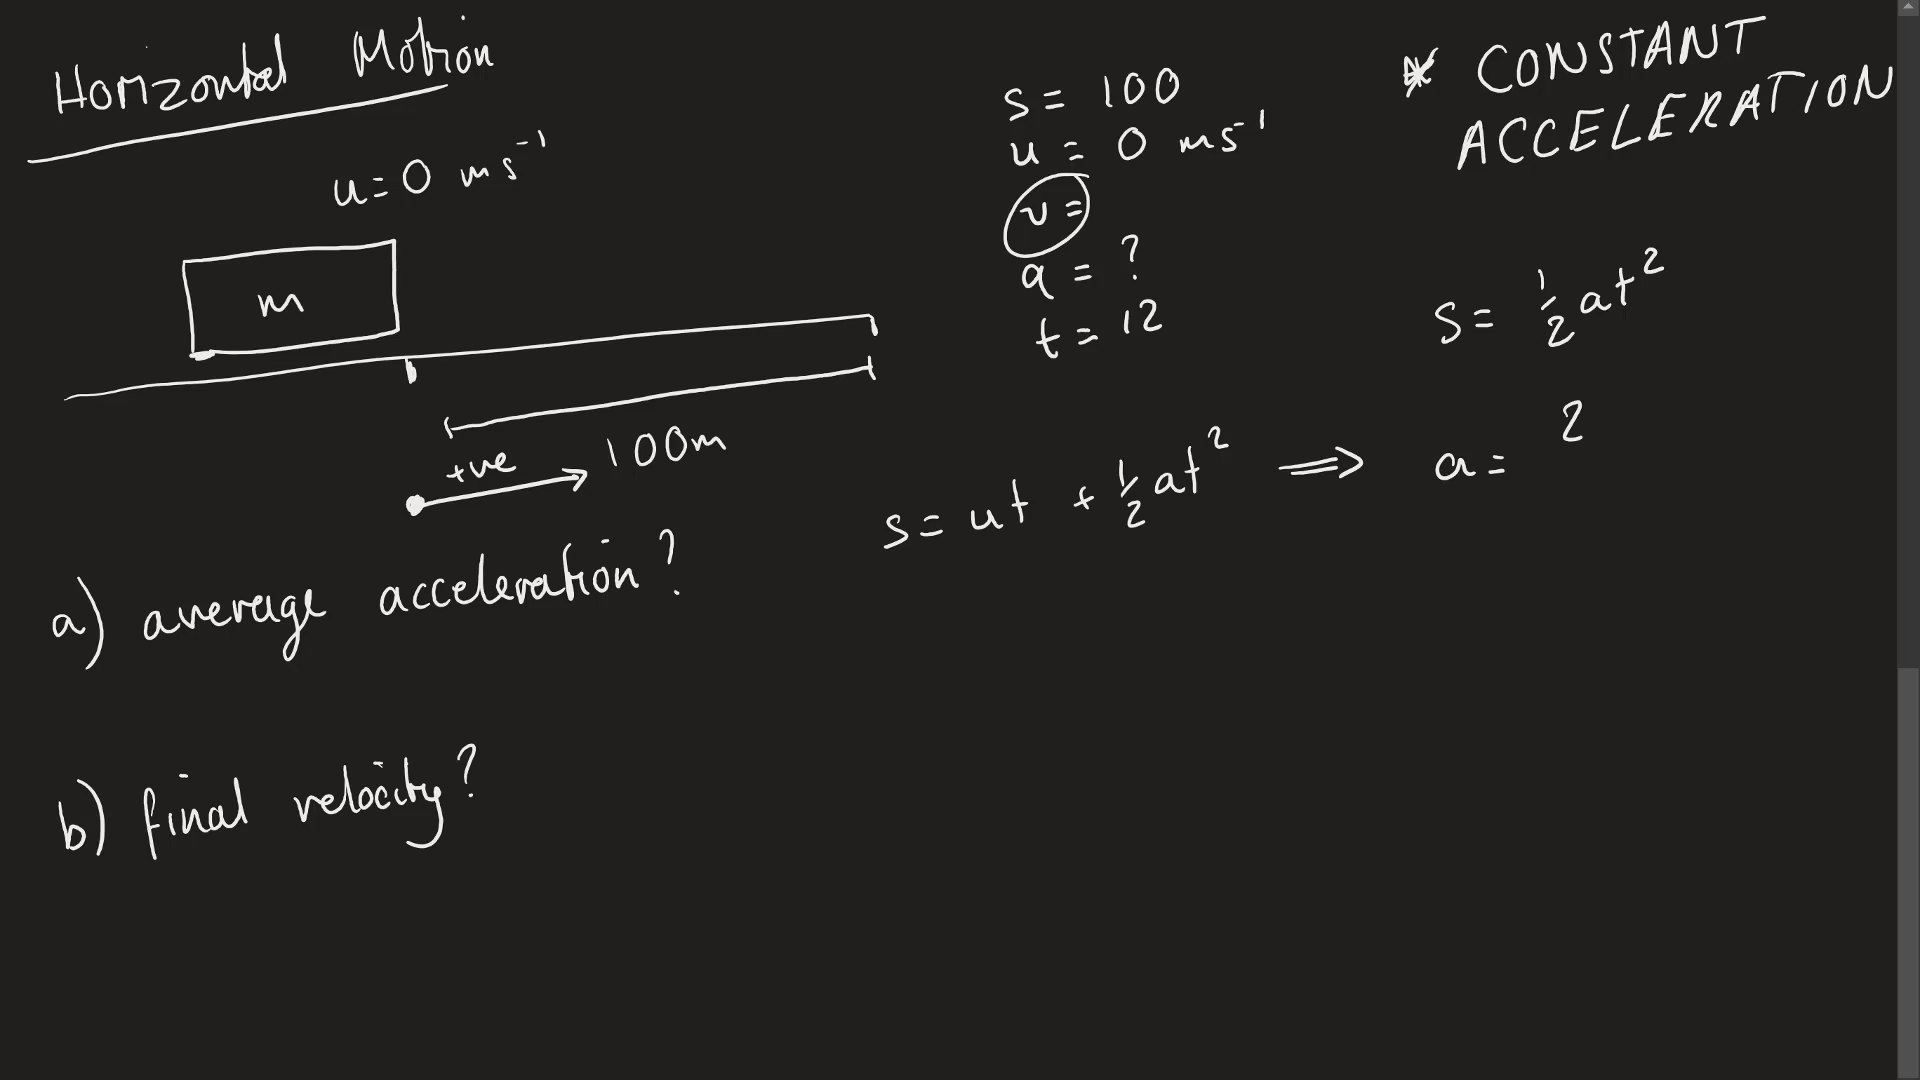 Horizontal Motion
u = 0 ms⁻¹
m
+ve
100m
a) average acceleration?
b) final velocity?
s = 100
u = 0 ms⁻¹
v =
a = ?
t = 12
s = ut + ½at² ⟹
* CONSTANT
ACCELERATION
s = ½at²
a = 2